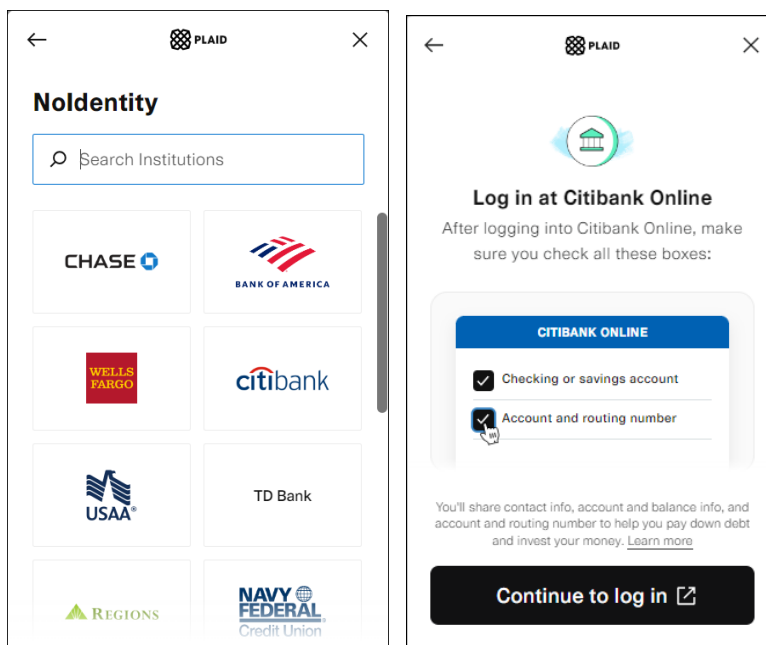 PLAID
NoIdentity
Search Institutions
CHASE
BANK OF AMERICA
WELLS
FARGO
citibank
USAA®
TD Bank
REGIONS
NAVY
FEDERAL
Credit Union
PLAID
Log in at Citibank Online
After logging into Citibank Online, make
sure you check all these boxes:
CITIBANK ONLINE
Checking or savings account
Account and routing number
You'll share contact info, account and balance info, and
account and routing number to help you pay down debt
and invest your money. Learn more
Continue to log in